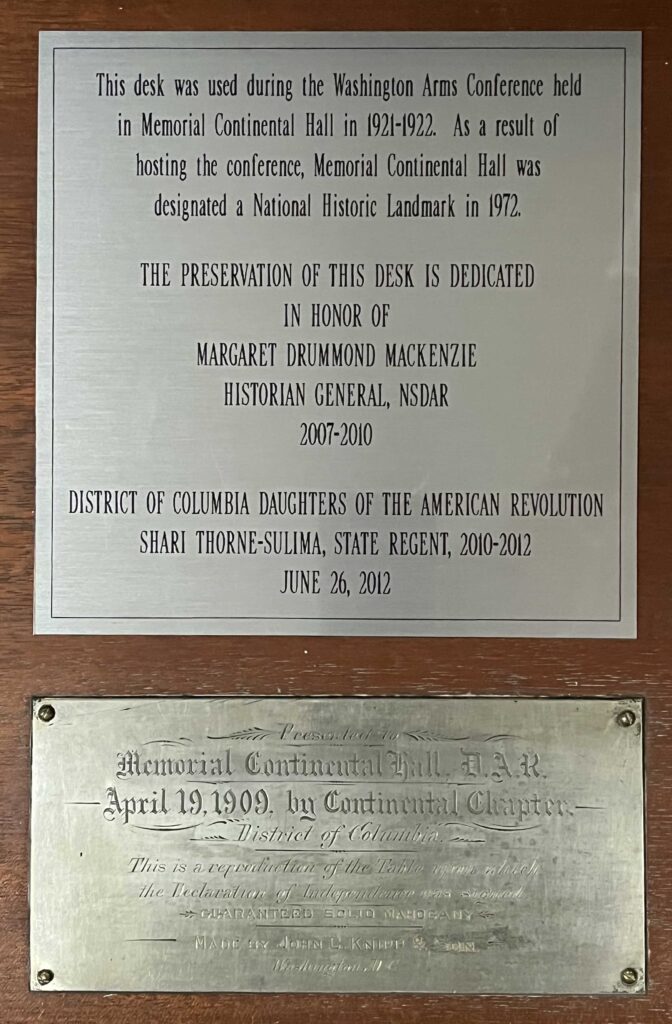 This desk was used during the Washington Arms Conference held
in Memorial Continental Hall in 1921-1922. As a result of
hosting the conference, Memorial Continental Hall was
designated a National Historic Landmark in 1972.
THE PRESERVATION OF THIS DESK IS DEDICATED
IN HONOR OF
MARGARET DRUMMOND MACKENZIE
HISTORIAN GENERAL, NSDAR
2007-2010
DISTRICT OF COLUMBIA DAUGHTERS OF THE AMERICAN REVOLUTION
SHARI THORNE-SULIMA, STATE REGENT, 2010-2012
JUNE 26, 2012
Presented to
Memorial Continental Hall, D.A.R.
April 19, 1909, by Continental Chapter,
District of Columbia.
This is a reproduction of the Table upon which
the Declaration of Independence was signed
GUARANTEED SOLID MAHOGANY
MADE BY JOHN C. KNIPP & SON.
Washington, D.C.